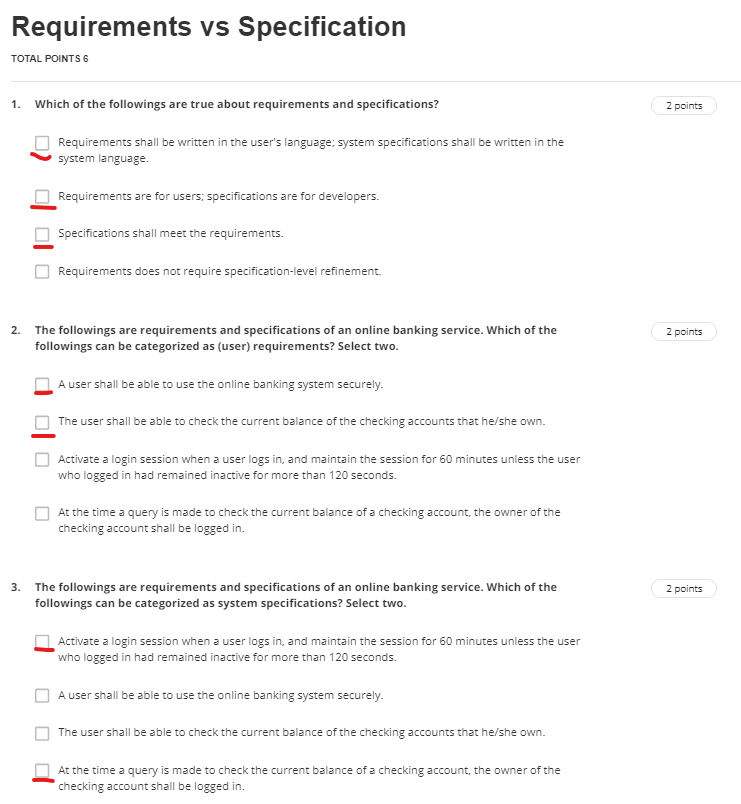 Requirements vs Specification
TOTAL POINTS 6
1. Which of the followings are true about requirements and specifications?
2 points
Requirements shall be written in the user's language; system specifications shall be written in the
system language.
Requirements are for users; specifications are for developers.
Specifications shall meet the requirements.
Requirements does not require specification-level refinement.
2. The followings are requirements and specifications of an online banking service. Which of the
followings can be categorized as (user) requirements? Select two.
2 points
A user shall be able to use the online banking system securely.
The user shall be able to check the current balance of the checking accounts that he/she own.
Activate a login session when a user logs in, and maintain the session for 60 minutes unless the user
who logged in had remained inactive for more than 120 seconds.
At the time a query is made to check the current balance of a checking account, the owner of the
checking account shall be logged in.
3. The followings are requirements and specifications of an online banking service. Which of the
followings can be categorized as system specifications? Select two.
2 points
Activate a login session when a user logs in, and maintain the session for 60 minutes unless the user
who logged in had remained inactive for more than 120 seconds.
A user shall be able to use the online banking system securely.
The user shall be able to check the current balance of the checking accounts that he/she own.
At the time a query is made to check the current balance of a checking account, the owner of the
checking account shall be logged in.